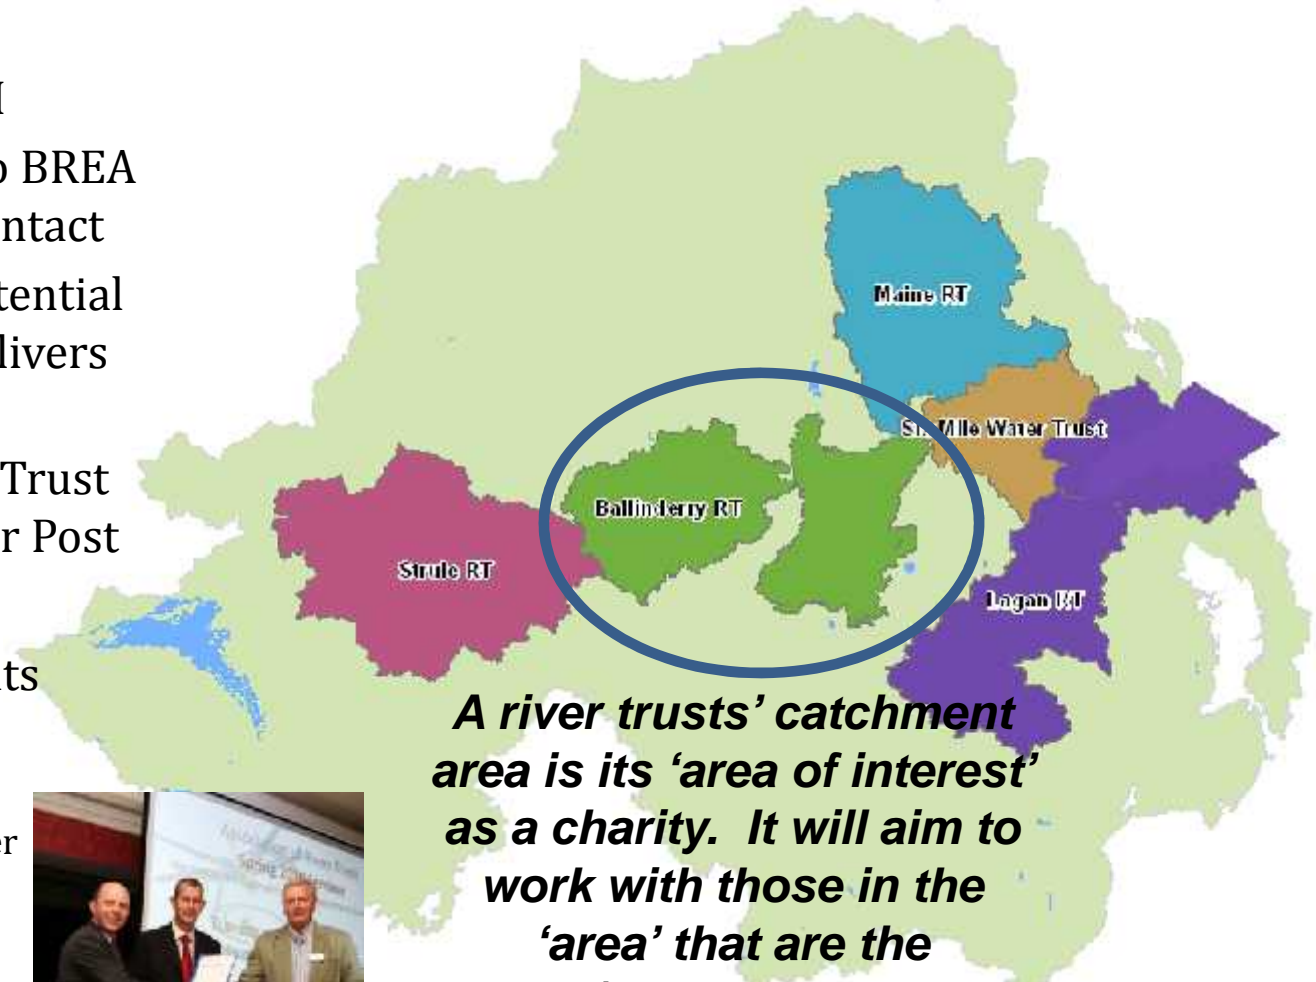 BREA
ntact
tential
livers
Trust
r Post
ts
er
Maine RT
Mile Water Trust
Ballinderry RT
Strule RT
Lagan RT
A river trusts’ catchment
area is its ‘area of interest’
as a charity.  It will aim to
work with those in the
‘area’ that are the